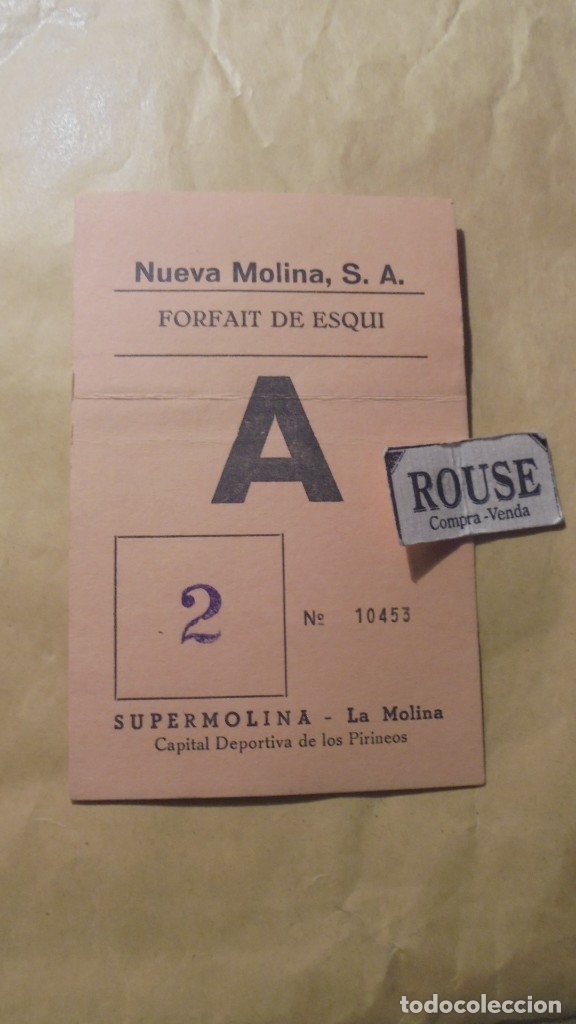 Nueva Molina, S. A.
FORFAIT DE ESQUI
A
ROUSE
Compra-Venda
2
Nº 10453
SUPERMOLINA - La Molina
Capital Deportiva de los Pirineos
todocoleccion